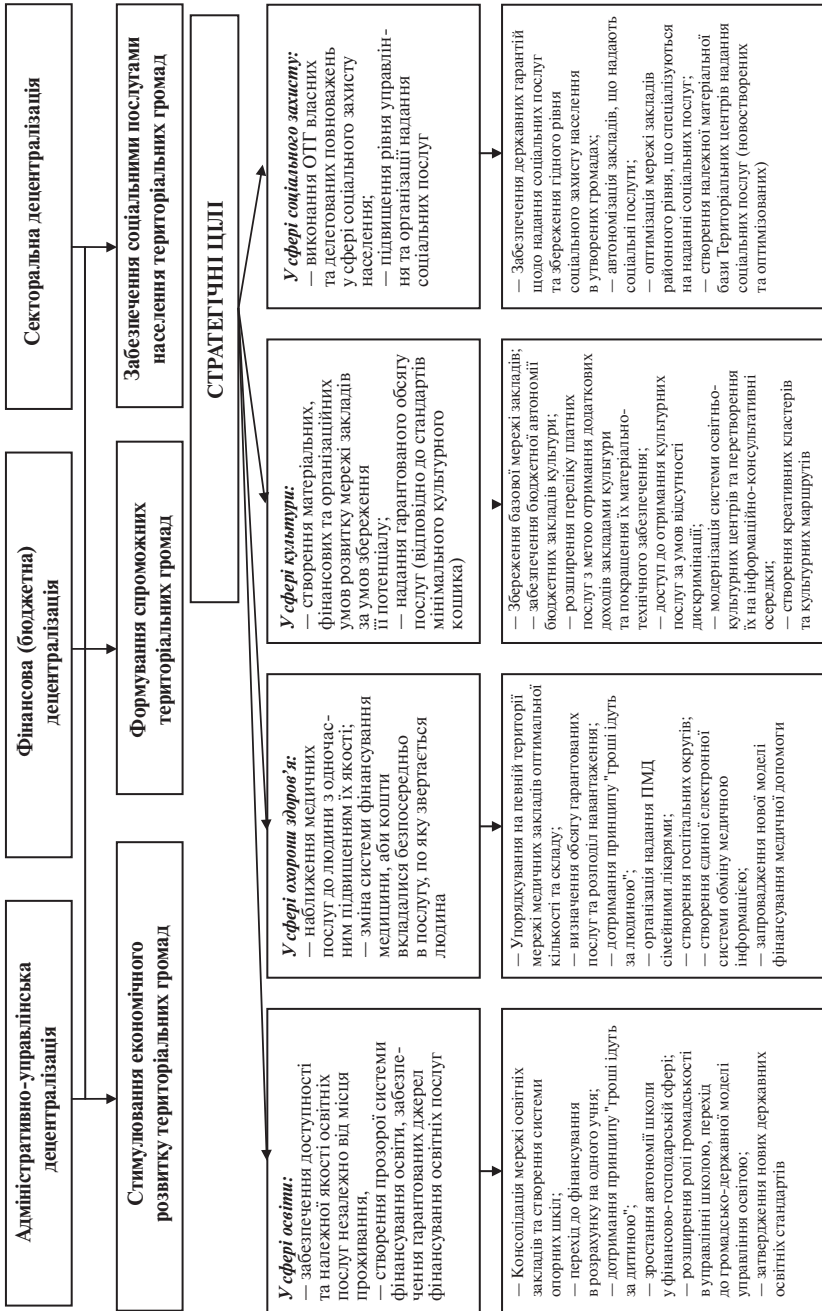 Адміністративно-управлінська
децентралізація
Фінансова (бюджетна)
децентралізація
Секторальна децентралізація
Стимулювання економічного
розвитку територіальних громад
Формування спроможних
територіальних громад
Забезпечення соціальними послугами
населення територіальних громад
СТРАТЕГІЧНІ ЦІЛІ
У сфері освіти:
— забезпечення доступності
та належної якості освітніх
послуг незалежно від місця
проживання,
— створення прозорої системи
фінансування освіти, забезпе-
чення гарантованих джерел
фінансування освітніх послуг
У сфері охорони здоров'я:
— наближення медичних
послуг до людини з одночас-
ним підвищенням їх якості;
— зміна системи фінансування
медицини, аби кошти
вкладалися безпосередньо
в послугу, по яку звертається
людина
У сфері культури:
— створення матеріальних,
фінансових та організаційних
умов розвитку мережі закладів
за умов збереження
її потенціалу;
— надання гарантованого обсягу
послуг (відповідно до стандартів
мінімального культурного
кошика)
У сфері соціального захисту:
— виконання ОТГ власних
та делегованих повноважень
у сфері соціального захисту
населення;
— підвищення рівня управлін-
ня та організації надання
соціальних послуг
— Консолідація мережі освітніх
закладів та створення системи
опорних шкіл;
— перехід до фінансування
в розрахунку на одного учня;
— дотримання принципу "гроші ідуть
за дитиною";
— зростання автономії школи
у фінансово-господарській сфері;
— розширення ролі громадськості
в управлінні школою, перехід
до громадсько-державної моделі
управління освітою;
— затвердження нових державних
освітніх стандартів
— Упорядкування на певній території
мережі медичних закладів оптимальної
кількості та складу;
— визначення обсягу гарантованих
послуг та розподіл навантаження;
— дотримання принципу "гроші ідуть
за людиною";
— організація надання ПМД
сімейними лікарями;
— створення госпітальних округів;
— створення єдиної електронної
системи обміну медичною
інформацією;
— запровадження нової моделі
фінансування медичної допомоги
— Збереження базової мережі закладів;
— забезпечення бюджетної автономії
бюджетних закладів культури;
— розширення переліку платних
послуг з метою отримання додаткових
доходів закладами культури
та покращення їх матеріально-
технічного забезпечення;
— доступ до отримання культурних
послуг за умов відсутності
дискримінації;
— модернізація системи освітньо-
культурних центрів та перетворення
їх на інформаційно-консультативні
осередки;
— створення креативних кластерів
та культурних маршрутів
— Забезпечення державних гарантій
щодо надання соціальних послуг
та збереження гідного рівня
соціального захисту населення
в утворених громадах;
— автономізація закладів, що надають
соціальні послуги;
— оптимізація мережі закладів
районного рівня, що спеціалізуються
на наданні соціальних послуг;
— створення належної матеріальної
бази Територіальних центрів надання
соціальних послуг (новостворених
та оптимізованих)